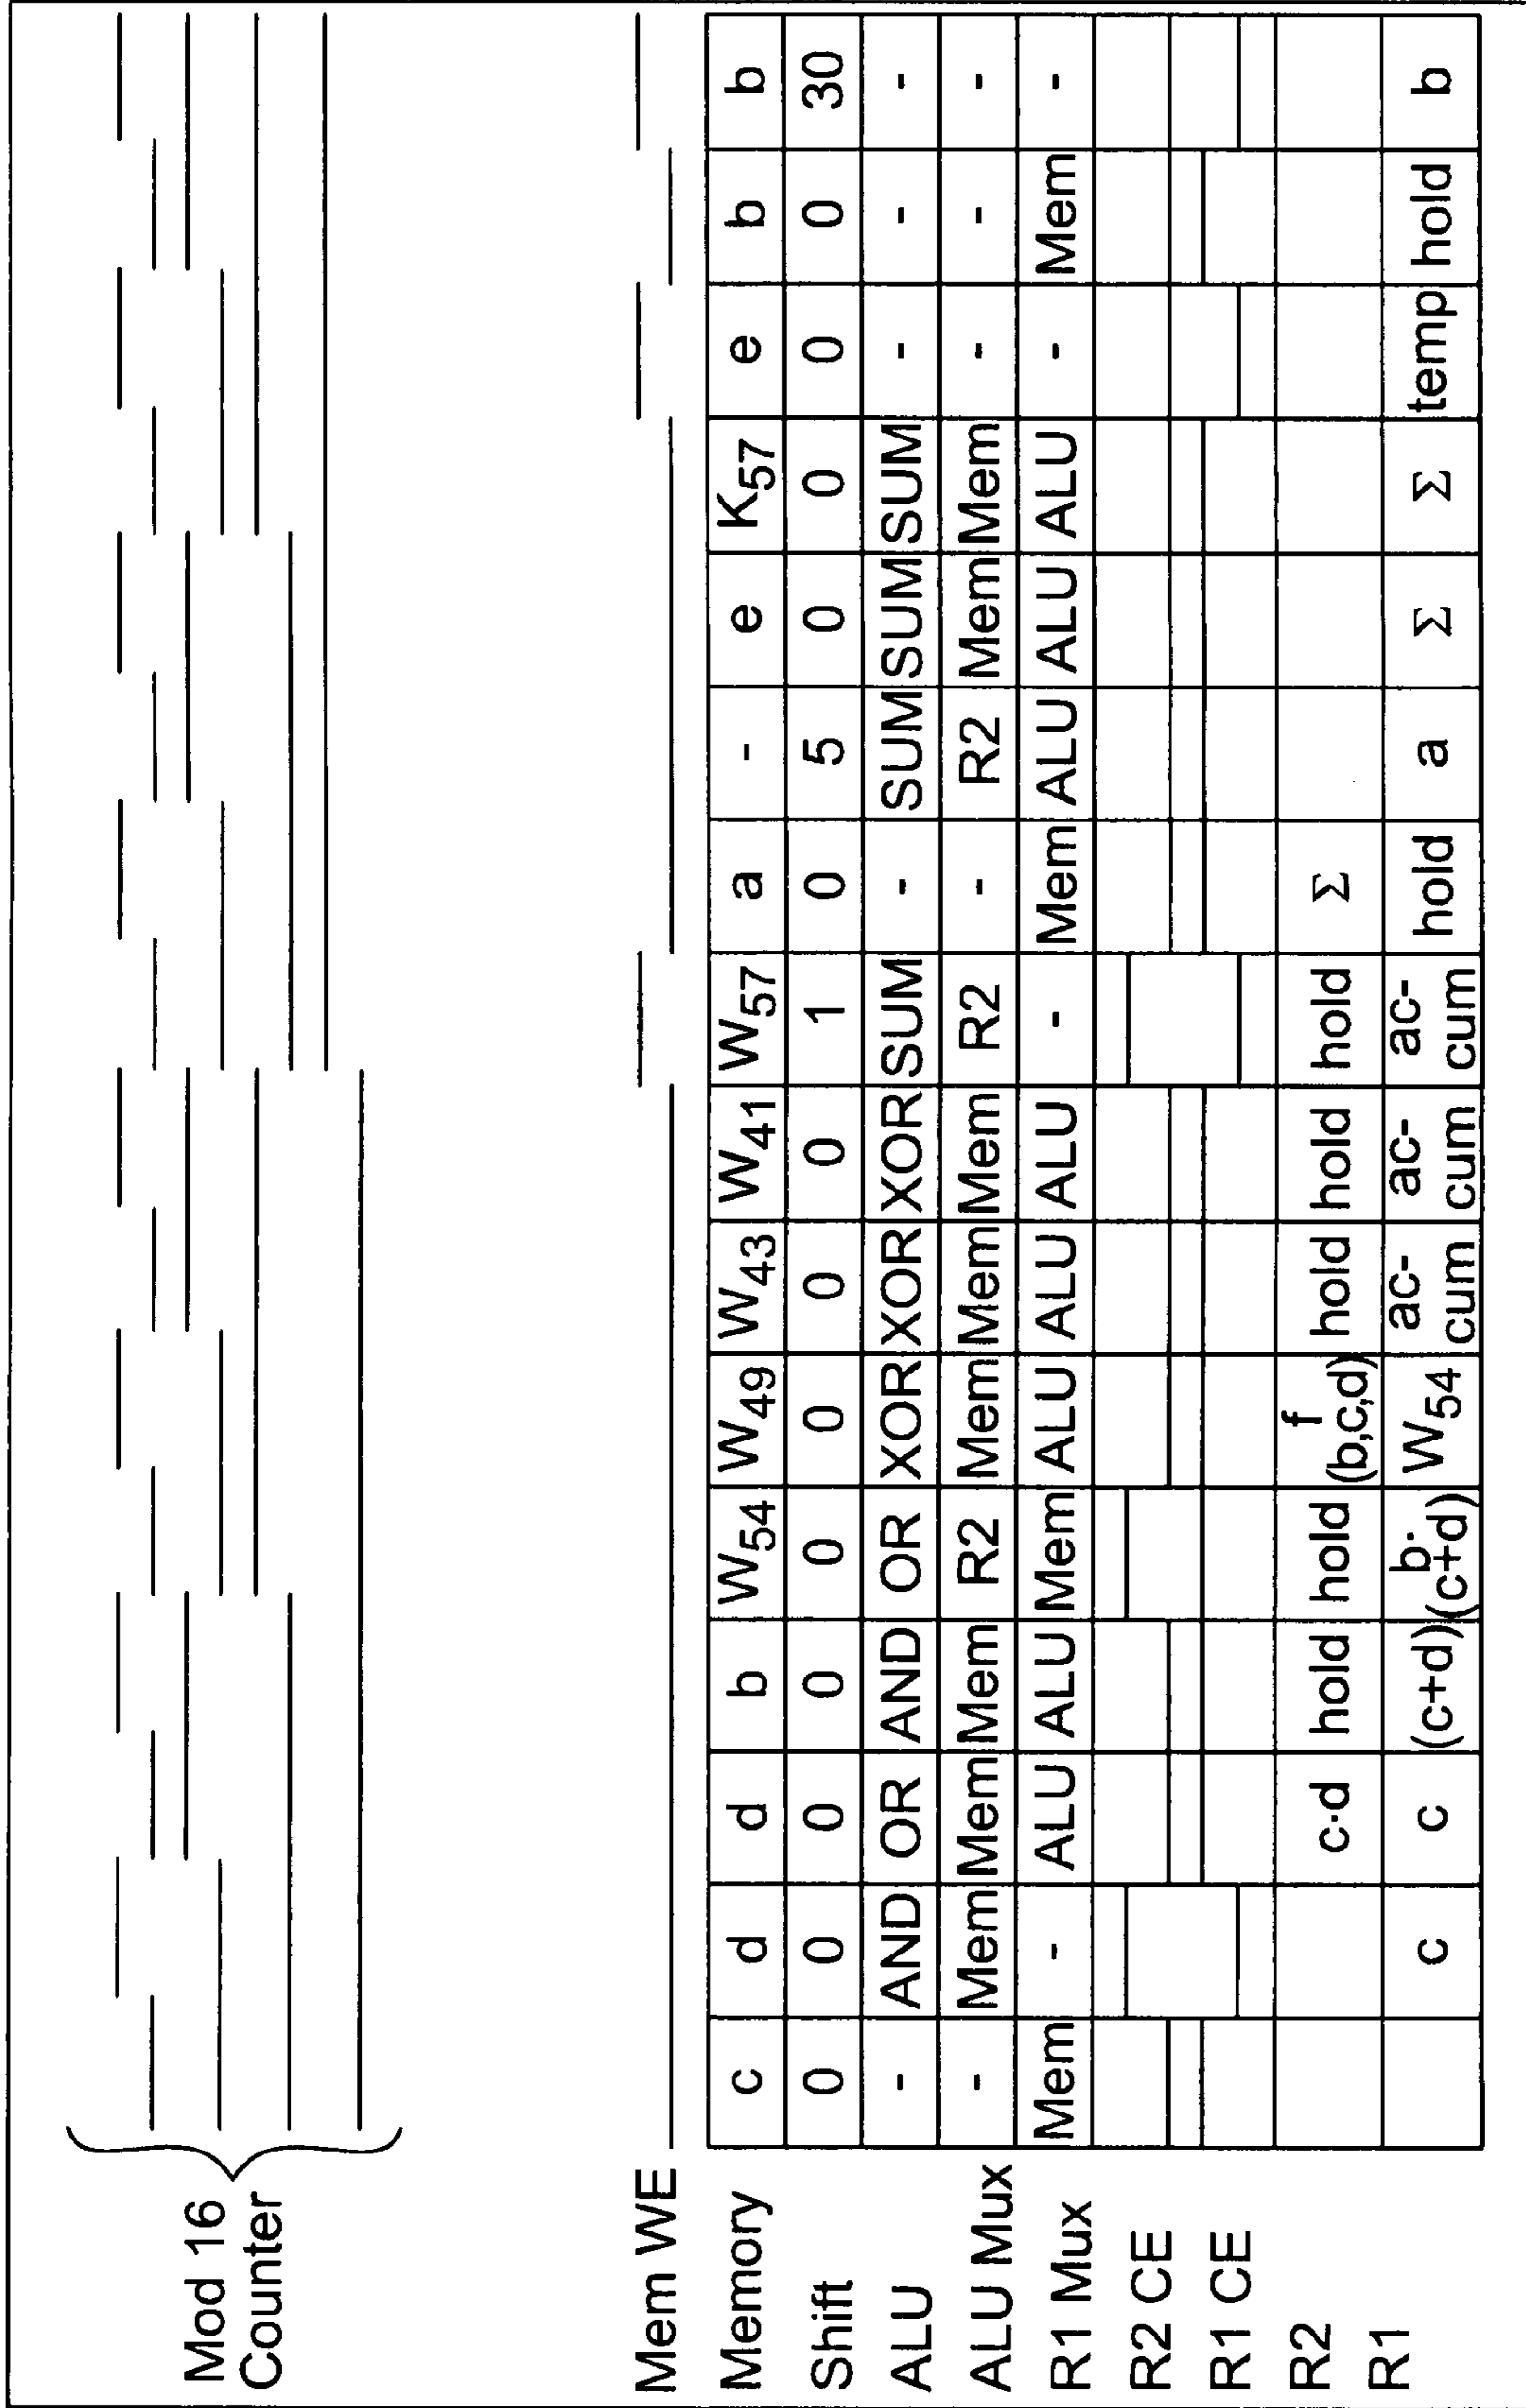 Mod 16
Counter
Mem WE
Memory c d d b W54 W49 W43 W41 W57 a - e K57 e b b
Shift 0 0 0 0 0 0 0 0 1 0 5 0 0 0 0 30
ALU - AND OR AND OR XOR XOR XOR SUM - SUM SUM SUM - - -
ALU Mux - Mem Mem Mem R2 Mem Mem Mem R2 - R2 Mem Mem - - -
R1 Mux Mem - ALU ALU Mem ALU ALU ALU - Mem ALU ALU ALU - Mem -
R2 CE
R1 CE
R2 c·d hold hold f (b,c,d) hold hold hold Σ
R1 c c (c+d) b· (c+d) W54 ac-cum ac-cum ac-cum hold a Σ Σ temp hold b